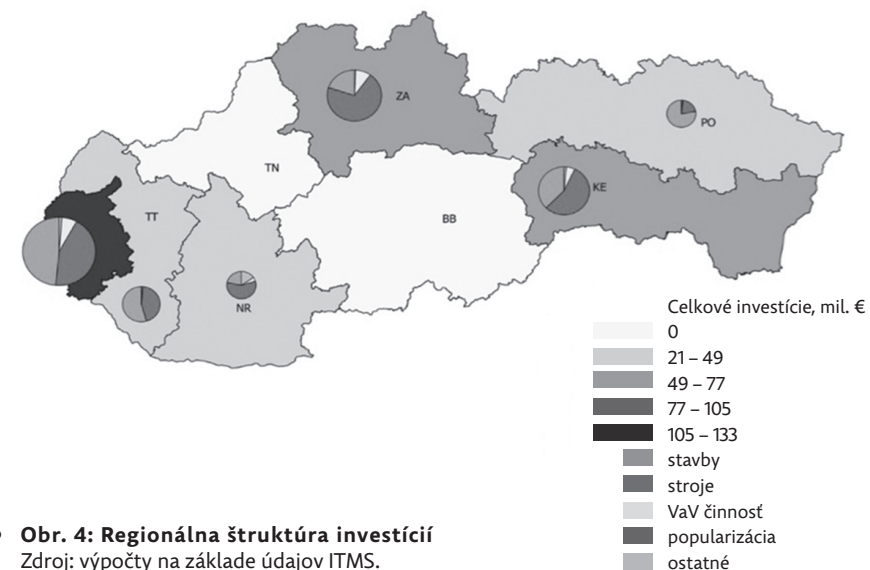 ZA
PO
TN
KE
TT
BB
NR
Celkové investície, mil. €
0
21 – 49
49 – 77
77 – 105
105 – 133
stavby
stroje
VaV činnosť
popularizácia
ostatné
Obr. 4: Regionálna štruktúra investícií
Zdroj: výpočty na základe údajov ITMS.